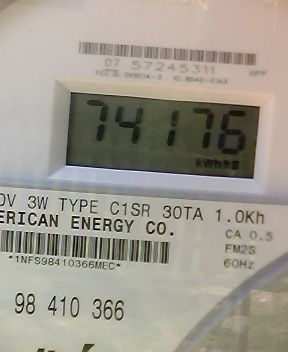 07 57245311
74176
kWh
0V 3W TYPE C1SR 30TA 1.0Kh
ERICAN ENERGY CO.
CA 0.5
FM2S
60Hz
*1NFS98410366MEC*
98 410 366